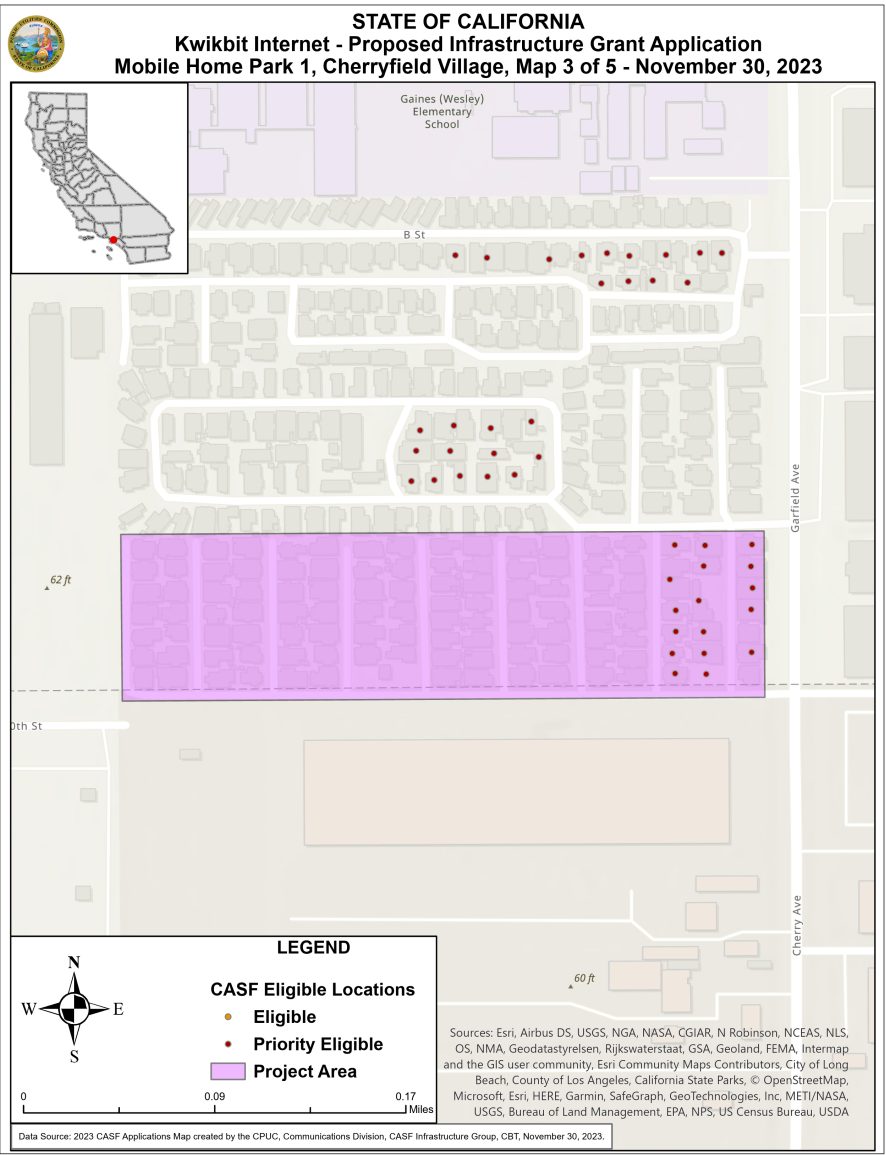 STATE OF CALIFORNIA
Kwikbit Internet - Proposed Infrastructure Grant Application
Mobile Home Park 1, Cherryfield Village, Map 3 of 5 - November 30, 2023
Gaines (Wesley)
Elementary
School
B St
Garfield Ave
62 ft
0th St
Cherry Ave
60 ft
LEGEND
N
W E
S
CASF Eligible Locations
Eligible
Priority Eligible
Project Area
0 0.09 0.17
Miles
Sources: Esri, Airbus DS, USGS, NGA, NASA, CGIAR, N Robinson, NCEAS, NLS,
OS, NMA, Geodatastyrelsen, Rijkswaterstaat, GSA, Geoland, FEMA, Intermap
and the GIS user community, Esri Community Maps Contributors, City of Long
Beach, County of Los Angeles, California State Parks, © OpenStreetMap,
Microsoft, Esri, HERE, Garmin, SafeGraph, GeoTechnologies, Inc, METI/NASA,
USGS, Bureau of Land Management, EPA, NPS, US Census Bureau, USDA
Data Source: 2023 CASF Applications Map created by the CPUC, Communications Division, CASF Infrastructure Group, CBT, November 30, 2023.